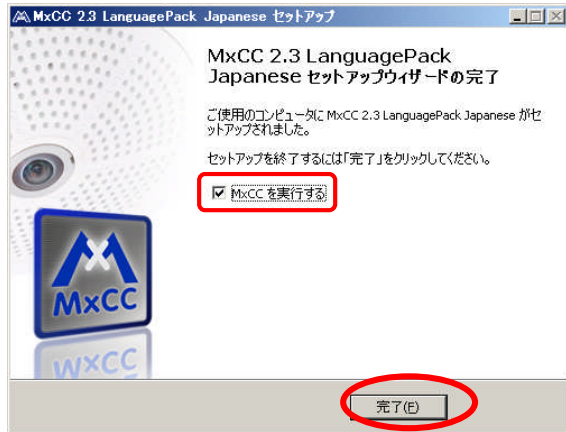 MxCC 2.3 LanguagePack Japanese セットアップ
MxCC 2.3 LanguagePack
Japanese セットアップウィザードの完了
ご使用のコンピュータに MxCC 2.3 LanguagePack Japanese がセ
ットアップされました。
セットアップを終了するには「完了」をクリックしてください。
MxCC を実行する
MxCC
完了(F)